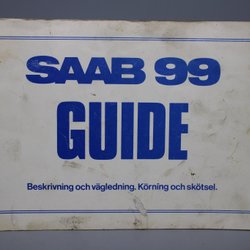 SAAB 99
GUIDE
Beskrivning och vägledning. Körning och skötsel.